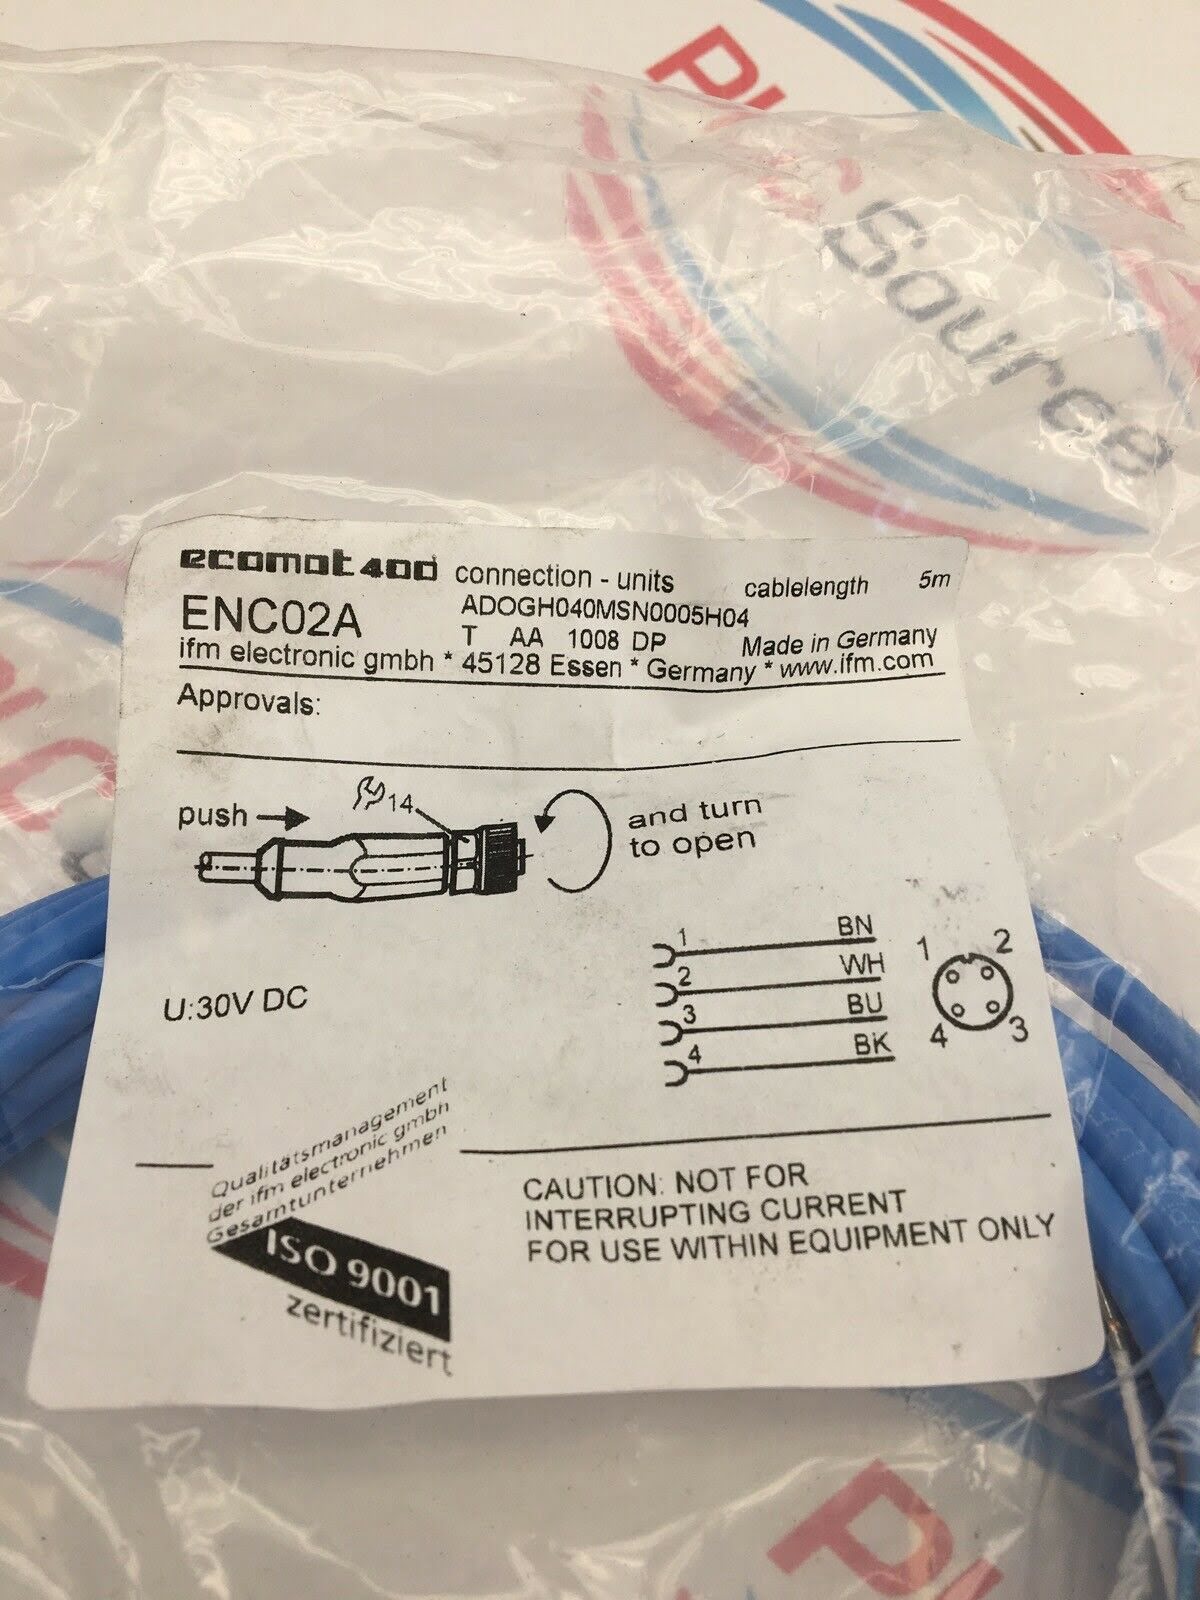 Source
ecomat 400 connection - units cablelength 5m
ENC02A ADOGH040MSN0005H04
T AA 1008 DP Made in Germany
ifm electronic gmbh * 45128 Essen * Germany * www.ifm.com
Approvals:
push 14 and turn
to open
1 BN
2 WH
3 BU
4 BK
1 2
4 3
U:30V DC
Qualitätsmanagement
der ifm electronic gmbh
Gesamtunternehmen
ISO 9001
zertifiziert
CAUTION: NOT FOR
INTERRUPTING CURRENT
FOR USE WITHIN EQUIPMENT ONLY